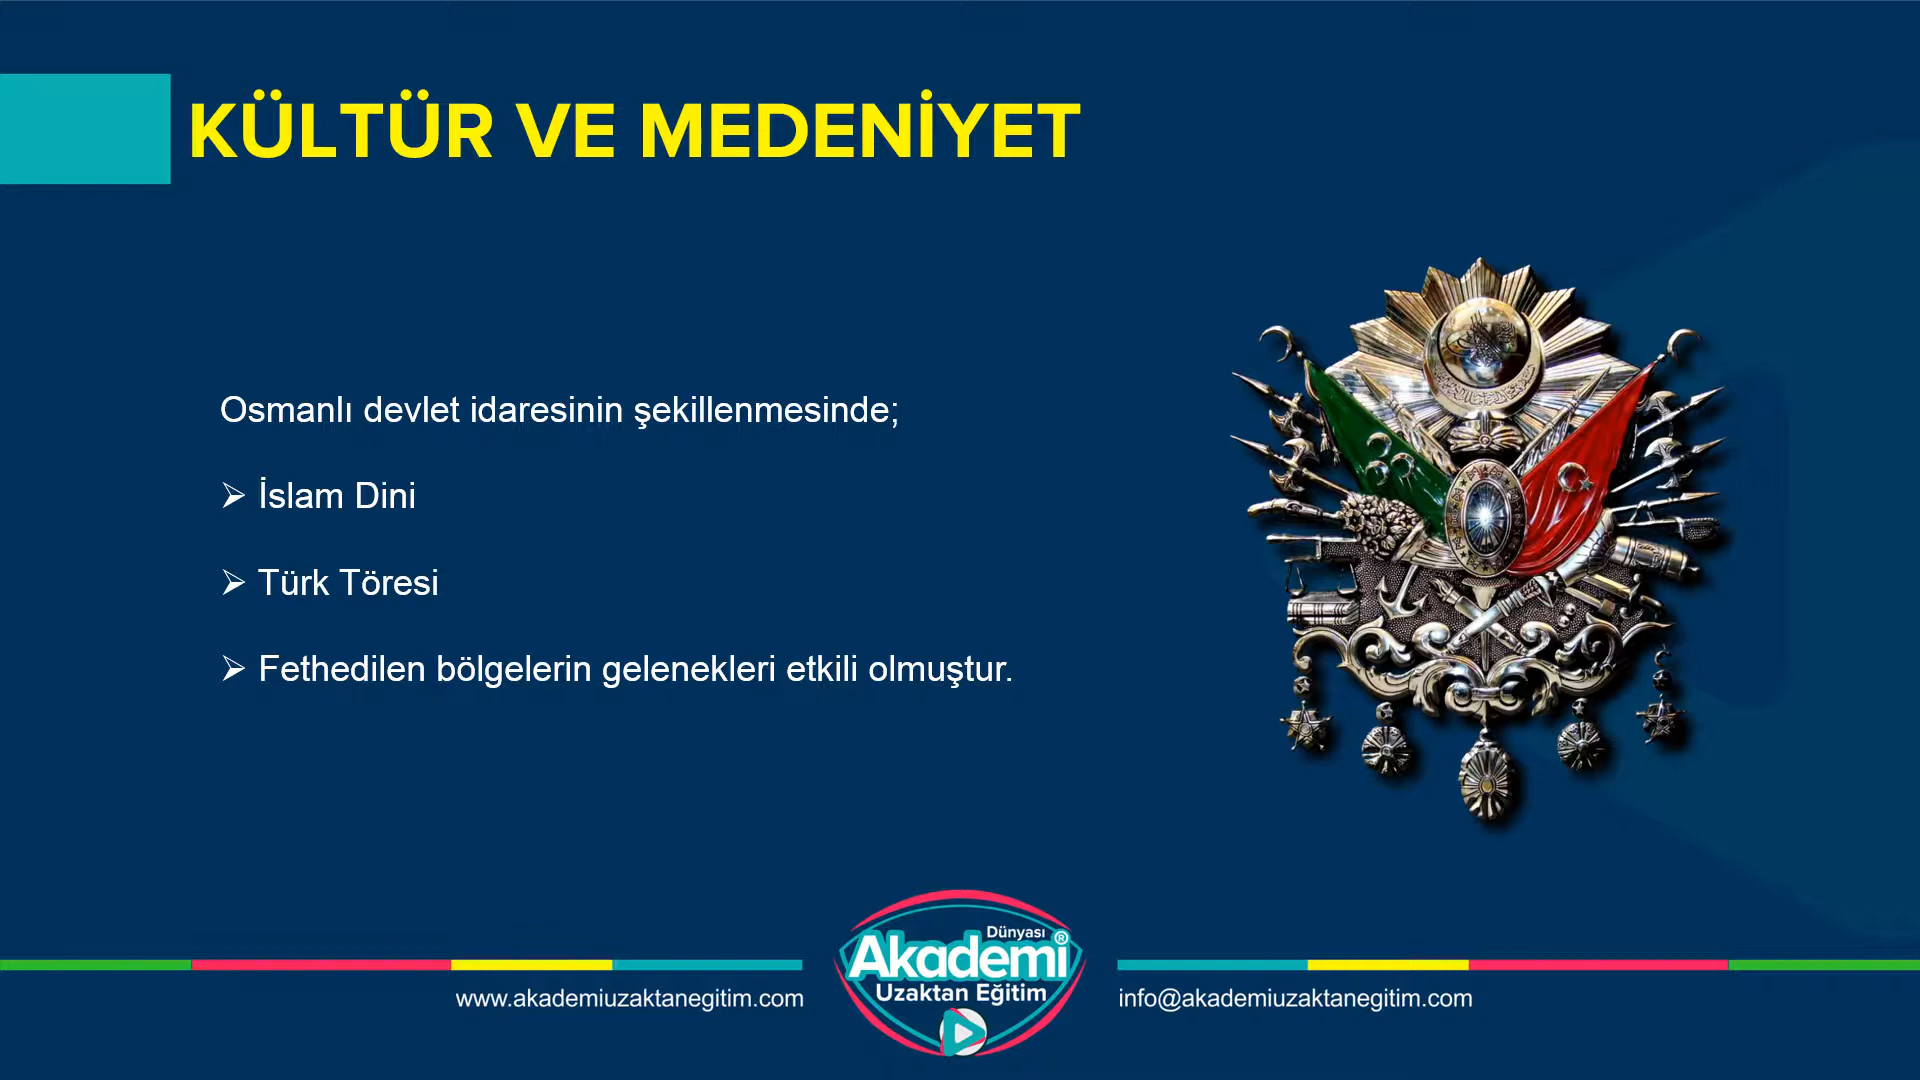 KÜLTÜR VE MEDENİYET
Osmanlı devlet idaresinin şekillenmesinde;
➢ İslam Dini
➢ Türk Töresi
➢ Fethedilen bölgelerin gelenekleri etkili olmuştur.
Dünyası
Akademi®
Uzaktan Eğitim
www.akademiuzaktanegitim.com
info@akademiuzaktanegitim.com